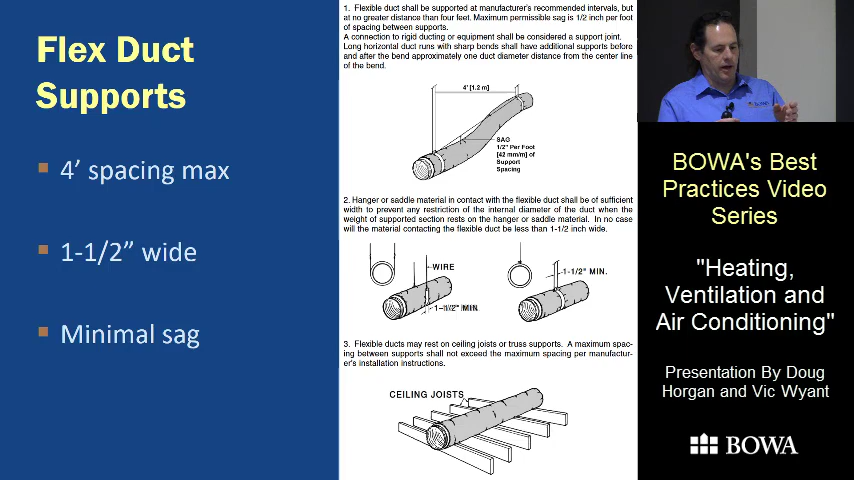 Flex Duct
Supports
4’ spacing max
1-1/2” wide
Minimal sag
1. Flexible duct shall be supported at manufacturer's recommended intervals, but
at no greater distance than four feet. Maximum permissible sag is 1/2 inch per foot
of spacing between supports.
A connection to rigid ducting or equipment shall be considered a support joint.
Long horizontal duct runs with sharp bends shall have additional supports before
and after the bend approximately one duct diameter distance from the center line
of the bend.
4' [1.2 m]
SAG
1/2" Per Foot
[42 mm/m] of
Support
Spacing
2. Hanger or saddle material in contact with the flexible duct shall be of sufficient
width to prevent any restriction of the internal diameter of the duct when the
weight of supported section rests on the hanger or saddle material. In no case
will the material contacting the flexible duct be less than 1-1/2 inch wide.
WIRE
1-1/2" MIN.
1-1/2" MIN.
3. Flexible ducts may rest on ceiling joists or truss supports. A maximum spac-
ing between supports shall not exceed the maximum spacing per manufactur-
er's installation instructions.
CEILING JOISTS
BOWA
BOWA's Best
Practices Video
Series
"Heating,
Ventilation and
Air Conditioning"
Presentation By Doug
Horgan and Vic Wyant
BOWA